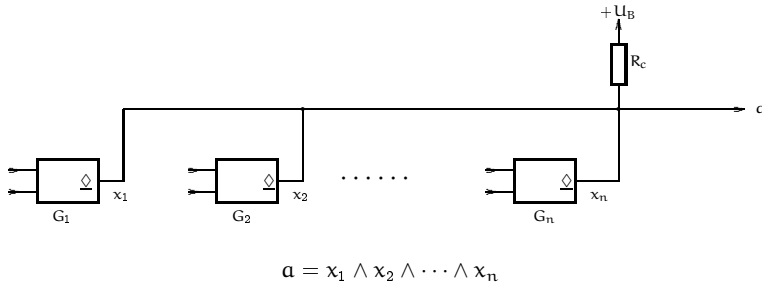 +U_B
R_c
a
x_1 x_2 ...... x_n
G_1 G_2 G_n
a = x_1 ∧ x_2 ∧ ··· ∧ x_n